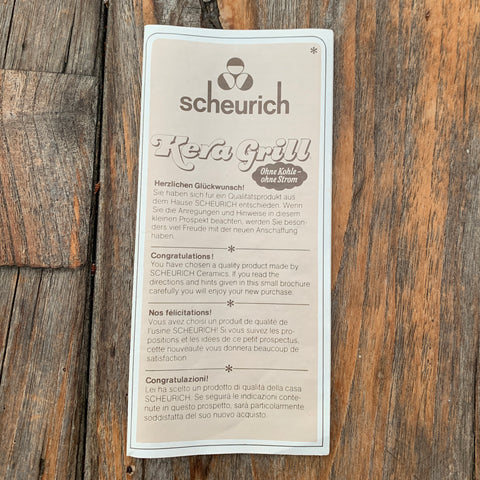 *
scheurich
Kera Grill
Ohne Kohle –
ohne Strom
Herzlichen Glückwunsch!
Sie haben sich für ein Qualitätsprodukt aus
dem Hause SCHEURICH entschieden. Wenn
Sie die Anregungen und Hinweise in diesem
kleinen Prospekt beachten, werden Sie beson-
ders viel Freude mit der neuen Anschaffung
haben.
*
Congratulations!
You have chosen a quality product made by
SCHEURICH Ceramics. If you read the
directions and hints given in this small brochure
carefully you will enjoy your new purchase.
*
Nos félicitations!
Vous avez choisi un produit de qualité de
l'usine SCHEURICH! Si vous suivez les pro-
positions et les idées de ce petit prospectus,
cette nouveauté vous donnera beaucoup de
satisfaction.
*
Congratulazioni!
Lei ha scelto un prodotto di qualità della casa
SCHEURICH. Se seguirà le indicazioni conte-
nute in questo prospetto, sarà particolarmente
soddisfatta del suo nuovo acquisto.